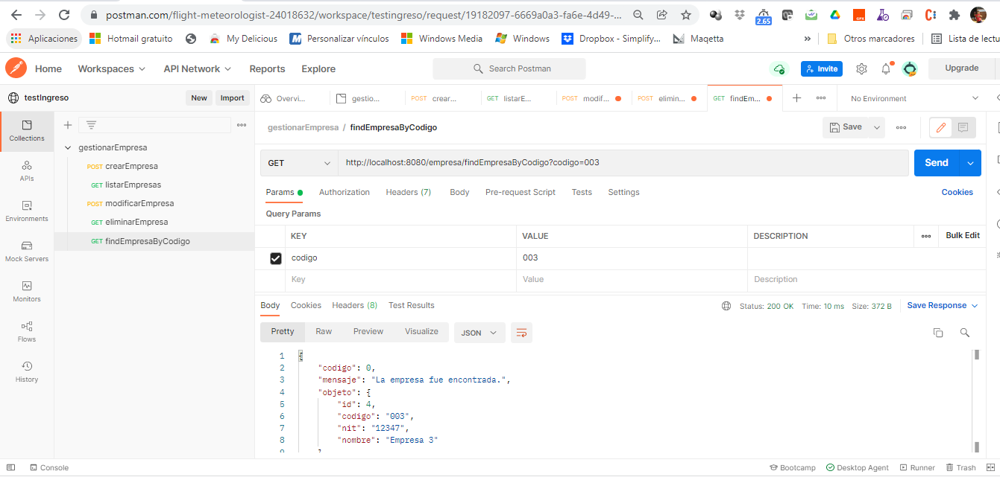 postman.com/flight-meteorologist-24018632/workspace/testingreso/request/19182097-6669a0a3-fa6e-4d49-...
2.65
Aplicaciones Hotmail gratuito My Delicious Personalizar vínculos Windows Media Windows Dropbox - Simplify... Maqetta » Otros marcadores Lista de lectu
Home Workspaces API Network Reports Explore Search Postman Invite Upgrade
testIngreso New Import Overvi... gestio... POST crear... GET listarE... POST modif... POST elimin... GET findEm... No Environment
Collections
APIs
Environments
Mock Servers
Monitors
Flows
History
gestionarEmpresa
POST crearEmpresa
GET listarEmpresas
POST modificarEmpresa
GET eliminarEmpresa
GET findEmpresaByCodigo
gestionarEmpresa / findEmpresaByCodigo Save
GET http://localhost:8080/empresa/findEmpresaByCodigo?codigo=003 Send
Params Authorization Headers (7) Body Pre-request Script Tests Settings Cookies
Query Params
KEY VALUE DESCRIPTION Bulk Edit
codigo 003
Key Value Description
Body Cookies Headers (8) Test Results Status: 200 OK Time: 10 ms Size: 372 B Save Response
Pretty Raw Preview Visualize JSON
1 {
2 "codigo": 0,
3 "mensaje": "La empresa fue encontrada.",
4 "objeto": {
5 "id": 4,
6 "codigo": "003",
7 "nit": "12347",
8 "nombre": "Empresa 3"
Console Bootcamp Desktop Agent Runner Trash